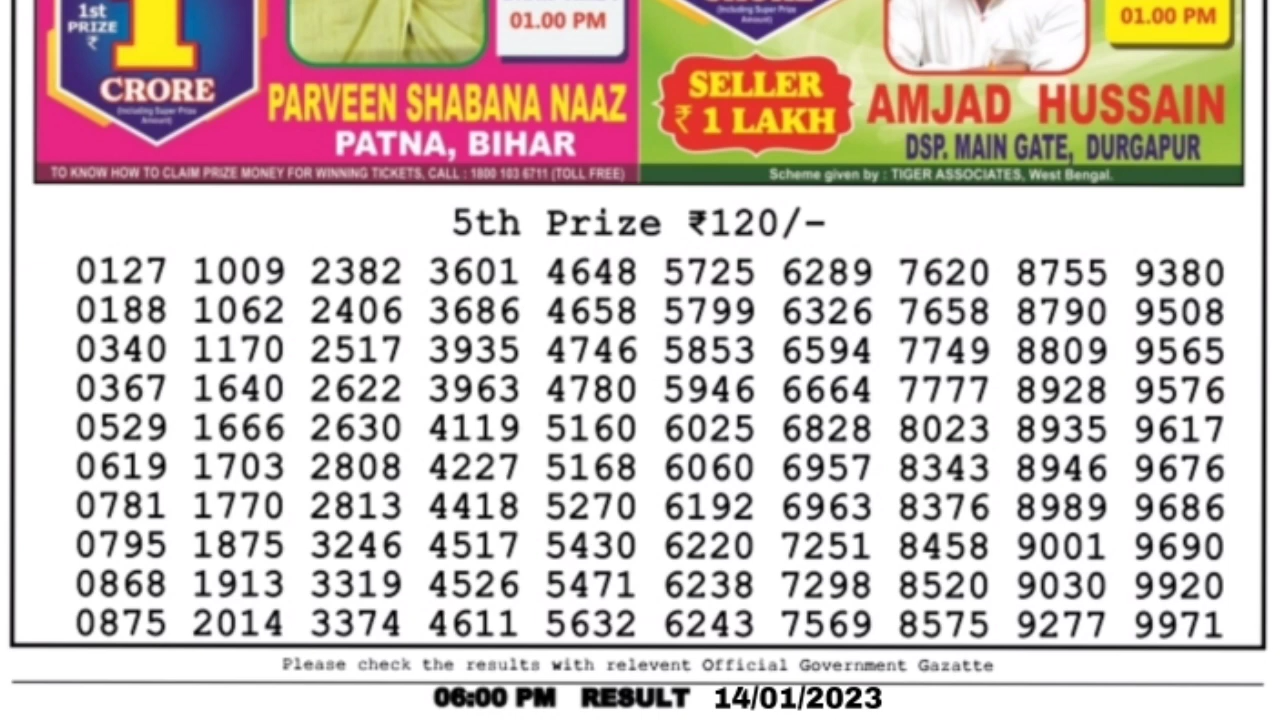 1st
PRIZE
₹
1
CRORE
(Including Super Prize
Amount)
01.00 PM
PARVEEN SHABANA NAAZ
PATNA, BIHAR
TO KNOW HOW TO CLAIM PRIZE MONEY FOR WINNING TICKETS, CALL : 1800 103 6711 (TOLL FREE)
(Including Super Prize
Amount)
01.00 PM
SELLER
₹ 1 LAKH
AMJAD HUSSAIN
DSP. MAIN GATE, DURGAPUR
Scheme given by : TIGER ASSOCIATES, West Bengal.
5th Prize ₹120/-
0127 1009 2382 3601 4648 5725 6289 7620 8755 9380
0188 1062 2406 3686 4658 5799 6326 7658 8790 9508
0340 1170 2517 3935 4746 5853 6594 7749 8809 9565
0367 1640 2622 3963 4780 5946 6664 7777 8928 9576
0529 1666 2630 4119 5160 6025 6828 8023 8935 9617
0619 1703 2808 4227 5168 6060 6957 8343 8946 9676
0781 1770 2813 4418 5270 6192 6963 8376 8989 9686
0795 1875 3246 4517 5430 6220 7251 8458 9001 9690
0868 1913 3319 4526 5471 6238 7298 8520 9030 9920
0875 2014 3374 4611 5632 6243 7569 8575 9277 9971
Please check the results with relevent Official Government Gazatte
06:00 PM RESULT 14/01/2023